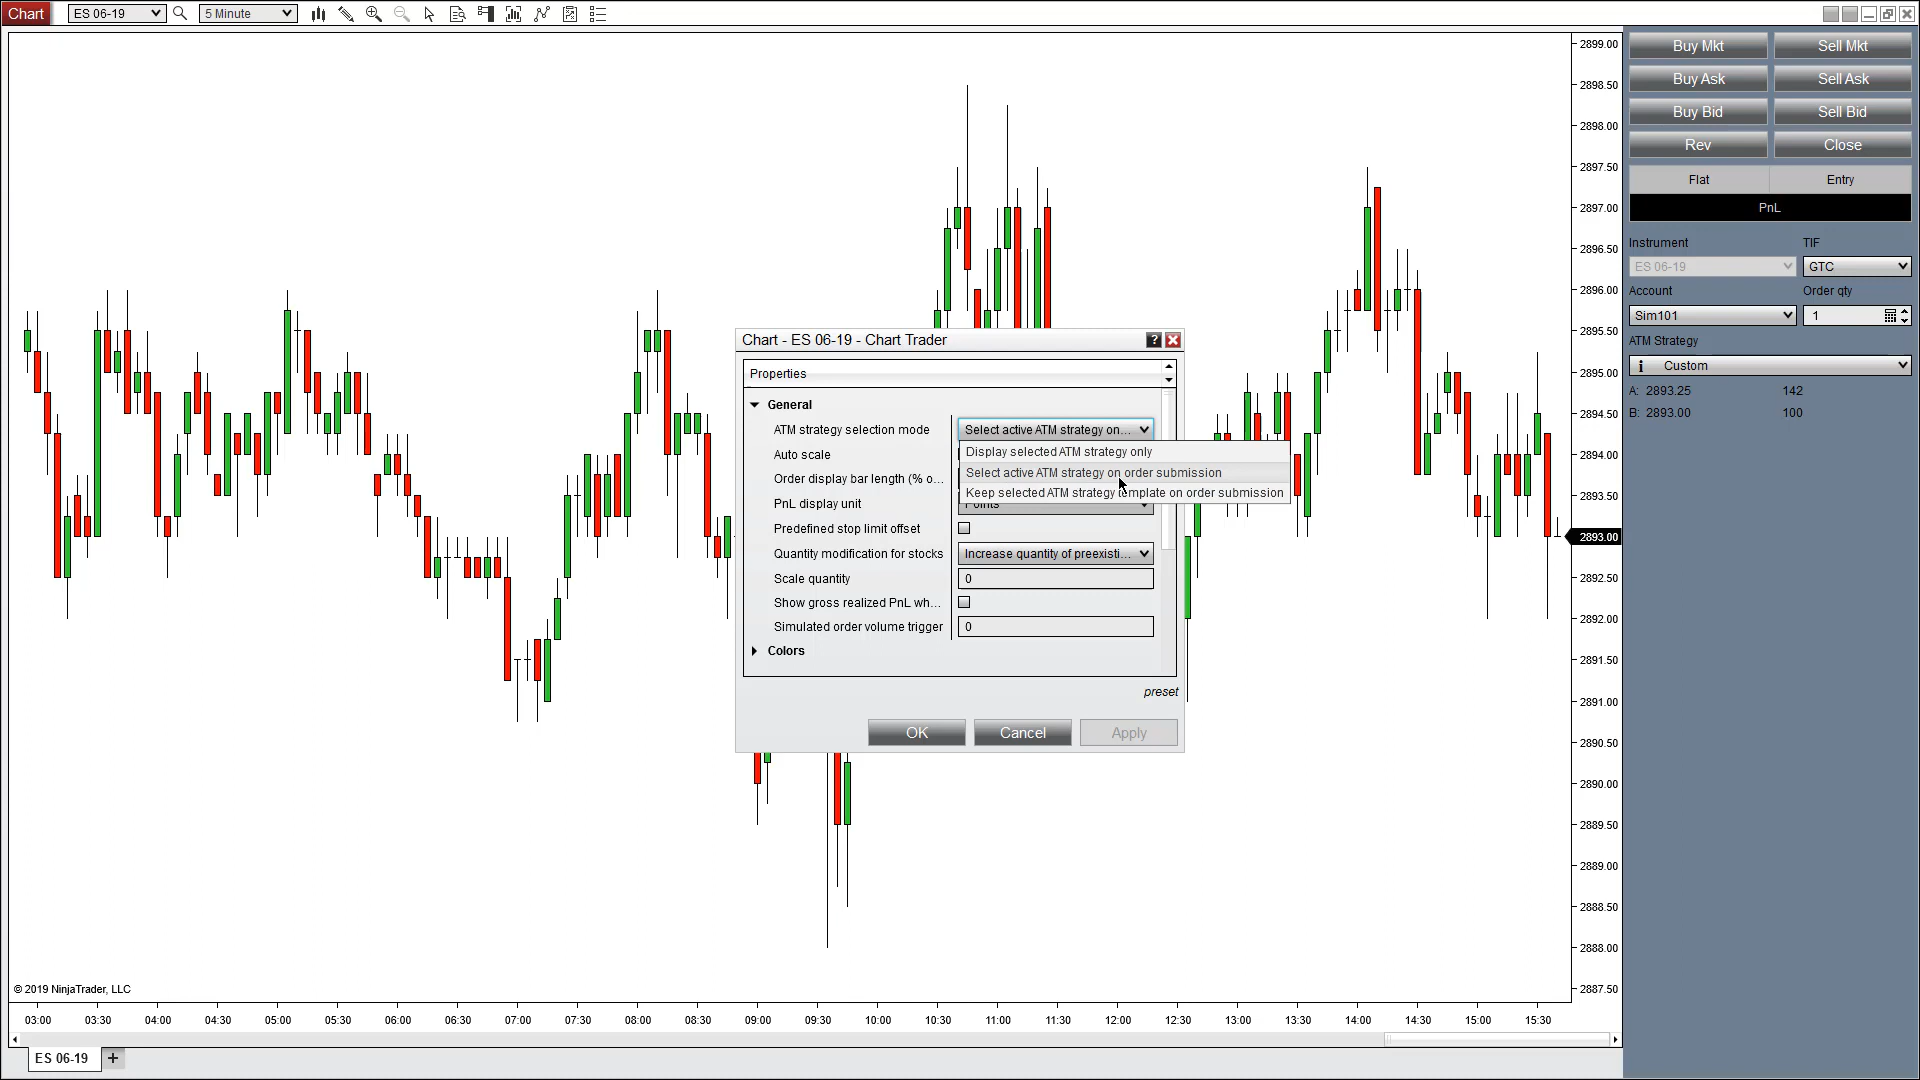 Chart
ES 06-19
5 Minute
2899.00
2898.50
2898.00
2897.50
2897.00
2896.50
2896.00
2895.50
2895.00
2894.50
2894.00
2893.50
2893.00
2892.50
2892.00
2891.50
2891.00
2890.50
2890.00
2889.50
2889.00
2888.50
2888.00
2887.50
Buy Mkt
Sell Mkt
Buy Ask
Sell Ask
Buy Bid
Sell Bid
Rev
Close
Flat
Entry
PnL
Instrument
TIF
ES 06-19
GTC
Account
Order qty
Sim101
1
ATM Strategy
Custom
A: 2893.25 142
B: 2893.00 100
Chart - ES 06-19 - Chart Trader
Properties
General
ATM strategy selection mode
Select active ATM strategy on...
Auto scale
Display selected ATM strategy only
Select active ATM strategy on order submission
Keep selected ATM strategy template on order submission
Order display bar length (% o...
PnL display unit
Points
Predefined stop limit offset
Quantity modification for stocks
Increase quantity of preexisti...
Scale quantity
0
Show gross realized PnL wh...
Simulated order volume trigger
0
Colors
preset
OK
Cancel
Apply
© 2019 NinjaTrader, LLC
03:00 03:30 04:00 04:30 05:00 05:30 06:00 06:30 07:00 07:30 08:00 08:30 09:00 09:30 10:00 10:30 11:00 11:30 12:00 12:30 13:00 13:30 14:00 14:30 15:00 15:30
ES 06-19